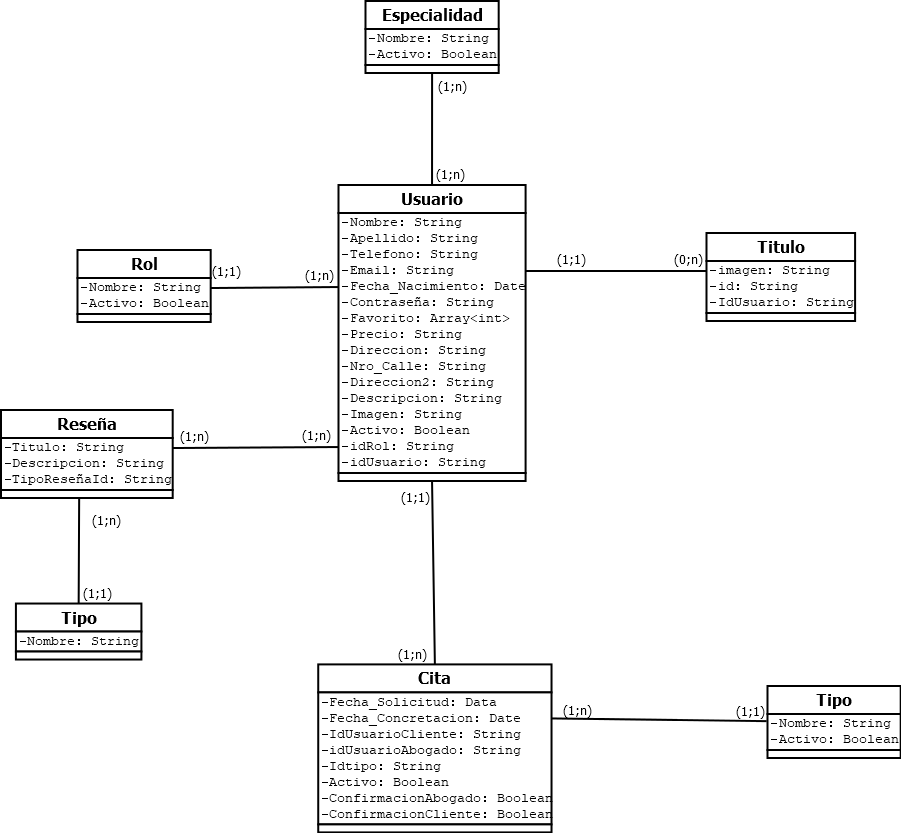 Especialidad
-Nombre: String
-Activo: Boolean
(1;n)
(1;n)
Usuario
-Nombre: String
-Apellido: String
-Telefono: String
-Email: String
-Fecha_Nacimiento: Date
-Contraseña: String
-Favorito: Array<int>
-Precio: String
-Direccion: String
-Nro_Calle: String
-Direccion2: String
-Descripcion: String
-Imagen: String
-Activo: Boolean
-idRol: String
-idUsuario: String
(1;1)
(0;n)
Titulo
-imagen: String
-id: String
-IdUsuario: String
Rol
-Nombre: String
-Activo: Boolean
(1;1)
(1;n)
Reseña
-Titulo: String
-Descripcion: String
-TipoReseñaId: String
(1;n)
(1;n)
(1;n)
(1;1)
Tipo
-Nombre: String
(1;1)
(1;n)
Cita
-Fecha_Solicitud: Data
-Fecha_Concretacion: Date
-IdUsuarioCliente: String
-idUsuarioAbogado: String
-Idtipo: String
-Activo: Boolean
-ConfirmacionAbogado: Boolean
-ConfirmacionCliente: Boolean
(1;n)
(1;1)
Tipo
-Nombre: String
-Activo: Boolean